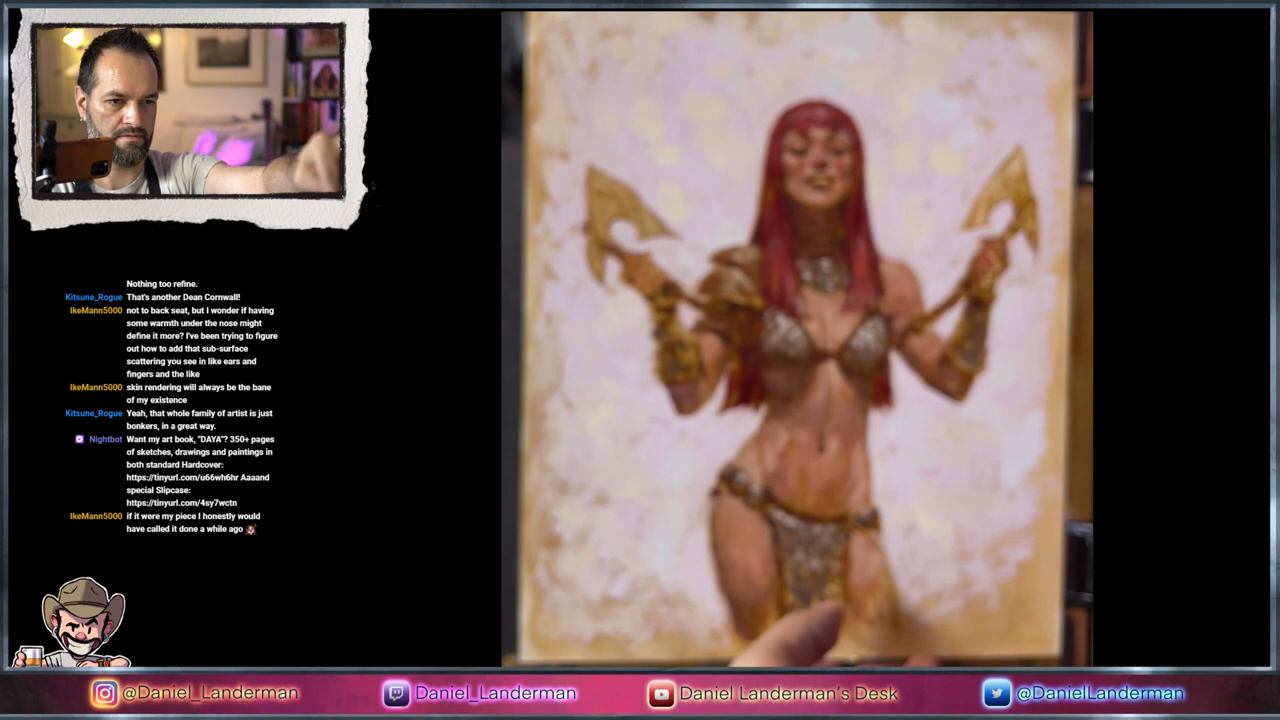 Nothing too refine.
Kitsune_Rogue That's another Dean Cornwall!
IkeMann5000 not to back seat, but I wonder if having
some warmth under the nose might
define it more? I've been trying to figure
out how to add that sub-surface
scattering you see in like ears and
fingers and the like
IkeMann5000 skin rendering will always be the bane
of my existence
Kitsune_Rogue Yeah, that whole family of artist is just
bonkers, in a great way.
Nightbot Want my art book, "DAYA"? 350+ pages
of sketches, drawings and paintings in
both standard Hardcover:
https://tinyurl.com/u66wh6hr Aaaand
special Slipcase:
https://tinyurl.com/4sy7wctn
IkeMann5000 if it were my piece I honestly would
have called it done a while ago
@Daniel_Landerman Daniel_Landerman Daniel Landerman's Desk @DanielLanderman